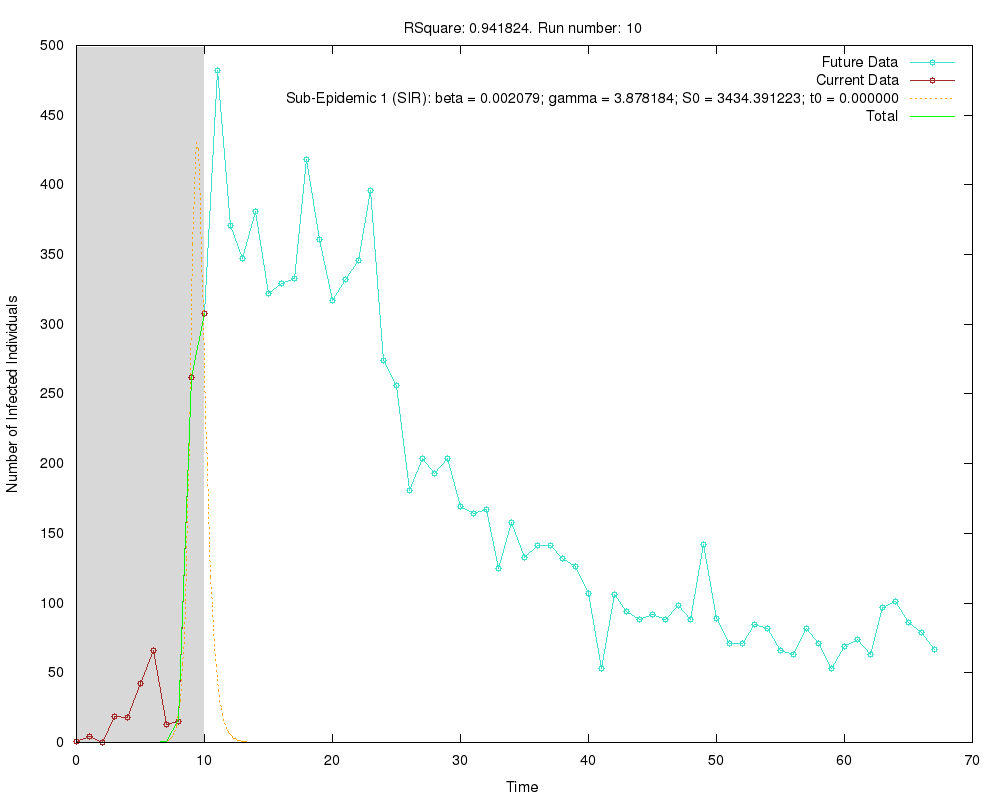 RSquare: 0.941824. Run number: 10
Future Data
Current Data
Sub-Epidemic 1 (SIR): beta = 0.002079; gamma = 3.878184; S0 = 3434.391223; t0 = 0.000000
Total
500
450
400
350
300
250
200
150
100
50
0
Number of Infected Individuals
0 10 20 30 40 50 60 70
Time